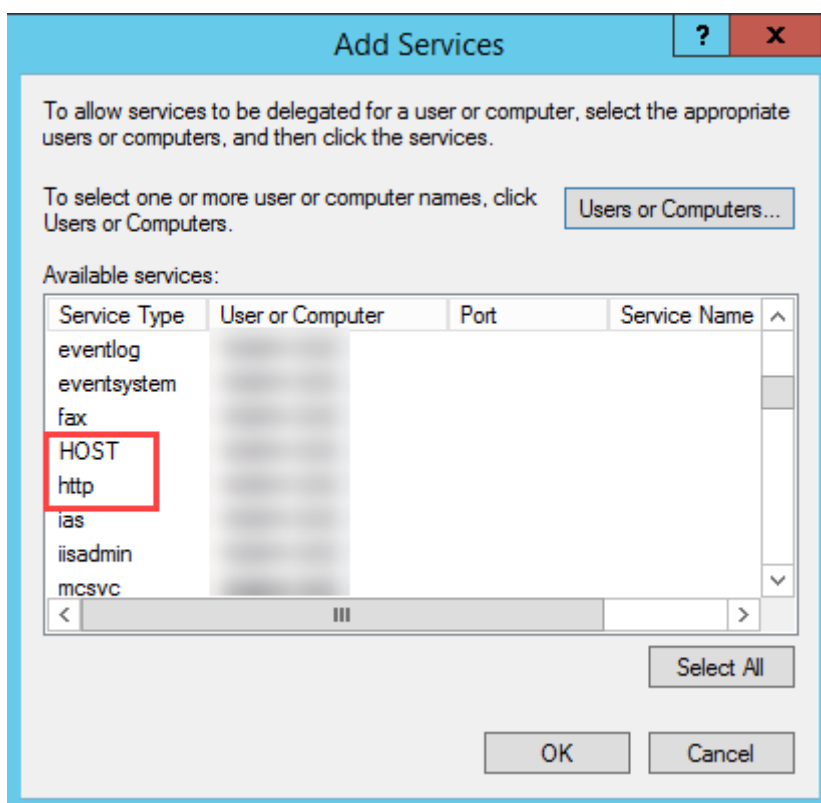 Add Services
?
x
To allow services to be delegated for a user or computer, select the appropriate
users or computers, and then click the services.
To select one or more user or computer names, click
Users or Computers.
Users or Computers...
Available services:
Service Type User or Computer Port Service Name
eventlog
eventsystem
fax
HOST
http
ias
iisadmin
mcsvc
Select All
OK Cancel